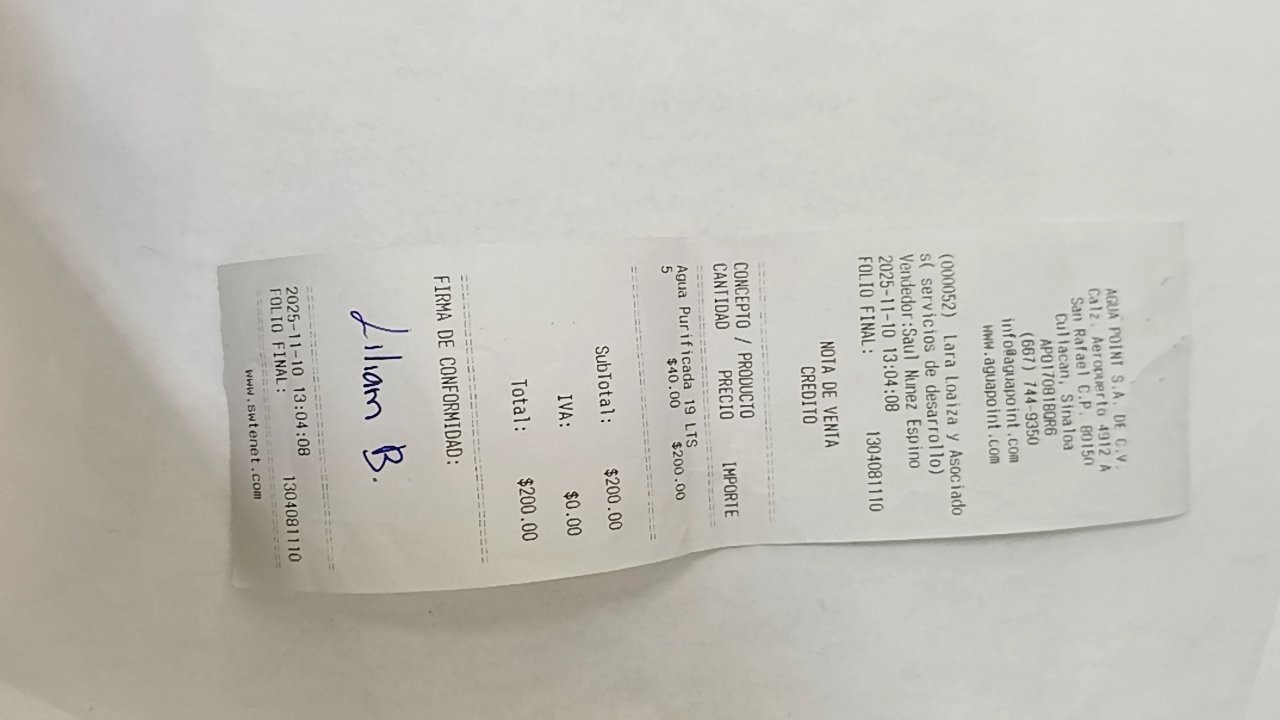 AGUA POINT S.A. DE C.V.
Calz. Aeropuerto 4912 A
San Rafael C.P. 80150
Culiacan, Sinaloa
APO170818QR6
(667) 744-9350
info@aguapoint.com
www.aguapoint.com
(000052) Lara Loaiza y Asociado
s( servicios de desarrollo)
Vendedor:Saul Nunez Espino
2025-11-10 13:04:08
FOLIO FINAL: 1304081110
NOTA DE VENTA
CREDITO
CONCEPTO / PRODUCTO
CANTIDAD PRECIO IMPORTE
Agua Purificada 19 LTS
5 $40.00 $200.00
SubTotal: $200.00
IVA: $0.00
Total: $200.00
FIRMA DE CONFORMIDAD:
Liliam B.
2025-11-10 13:04:08
FOLIO FINAL: 1304081110
www.swtenet.com